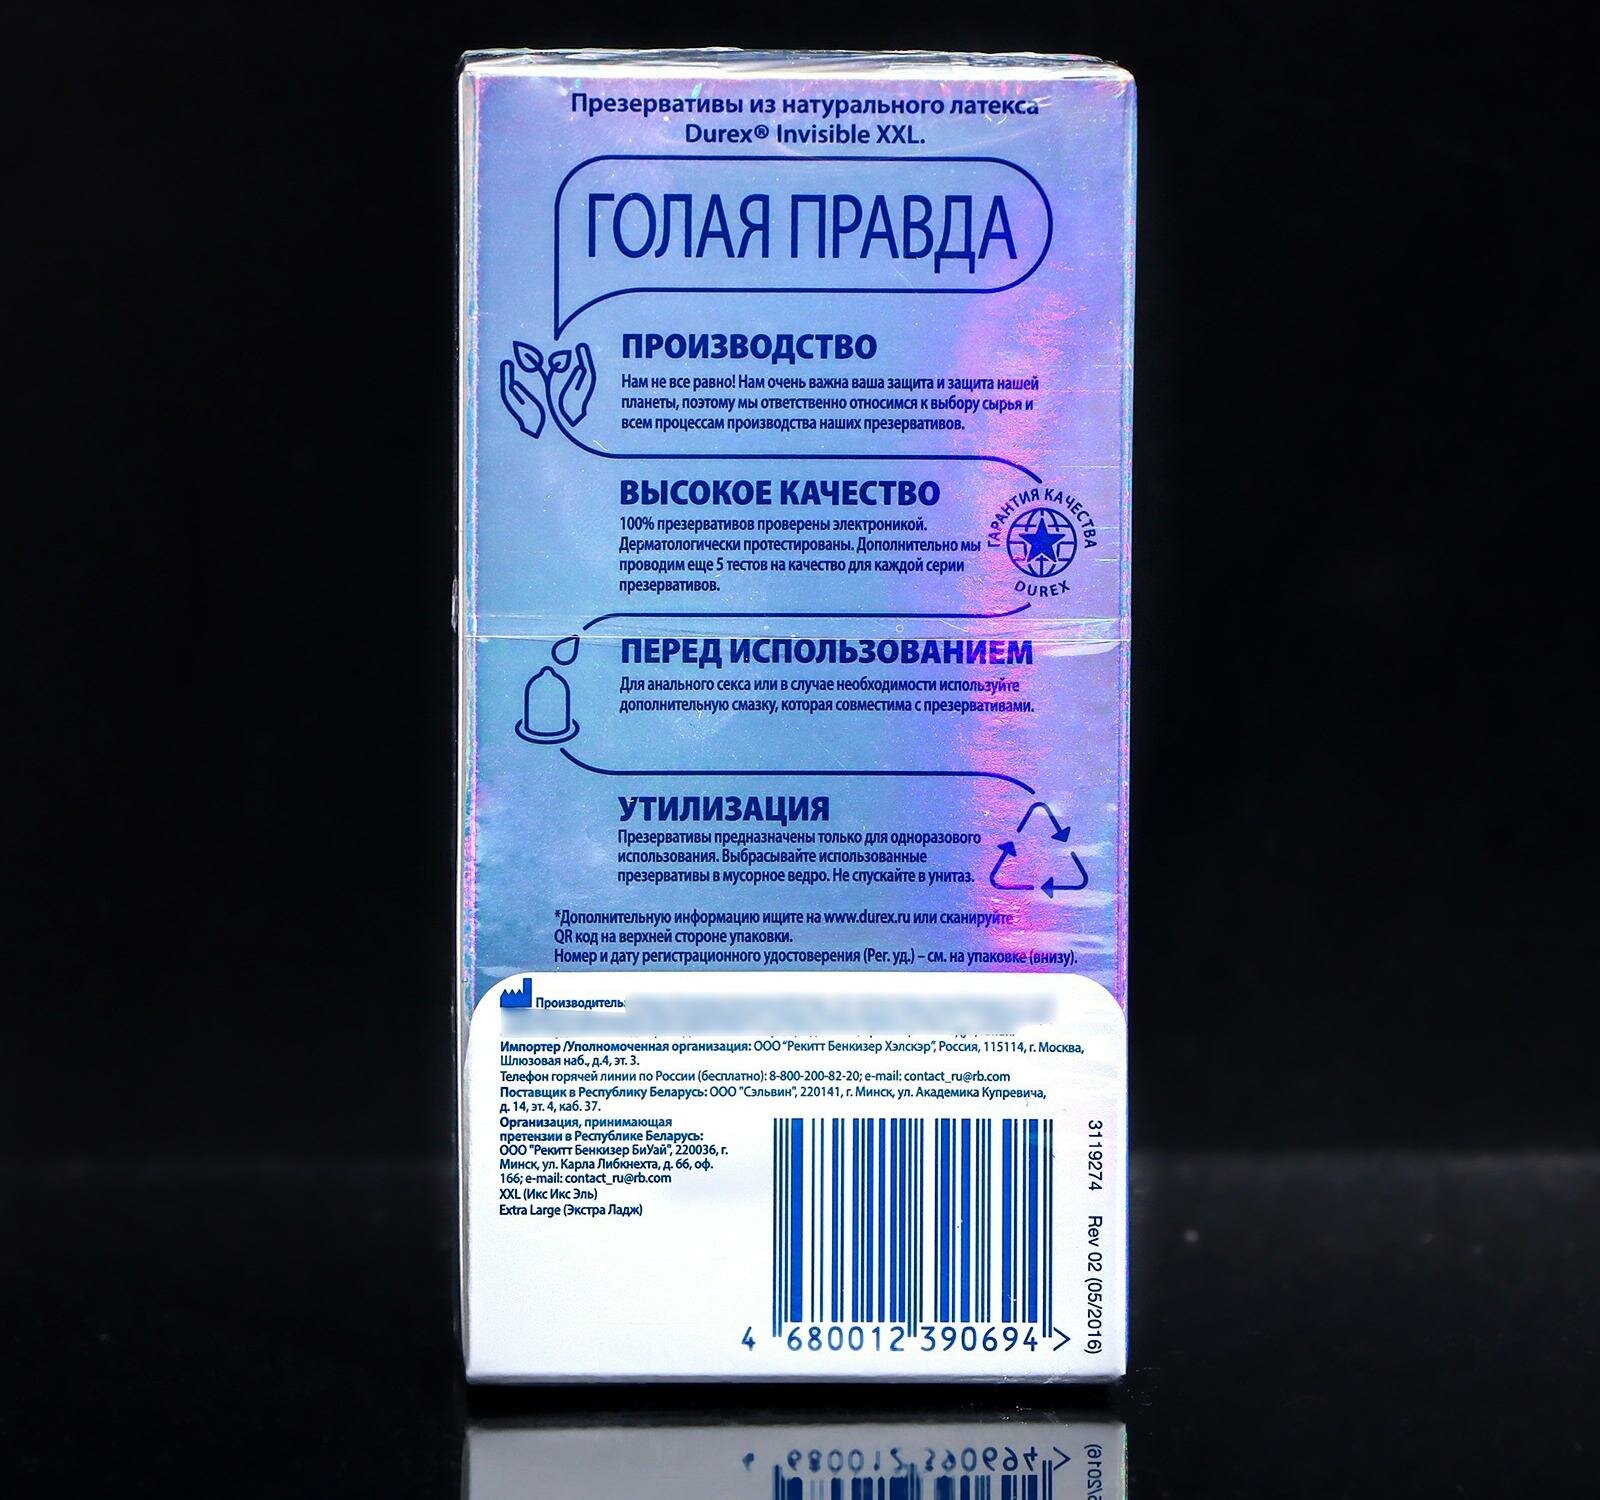 Презервативы из натурального латекса
Durex® Invisible XXL.
ГОЛАЯ ПРАВДА
ПРОИЗВОДСТВО
Нам не все равно! Нам очень важна ваша защита и защита нашей
планеты, поэтому мы ответственно относимся к выбору сырья и
всем процессам производства наших презервативов.
ВЫСОКОЕ КАЧЕСТВО
100% презервативов проверены электроникой.
Дерматологически протестированы. Дополнительно мы
проводим еще 5 тестов на качество для каждой серии
презервативов.
ГАРАНТИЯ КАЧЕСТВА
DUREX
ПЕРЕД ИСПОЛЬЗОВАНИЕМ
Для анального секса или в случае необходимости используйте
дополнительную смазку, которая совместима с презервативами.
УТИЛИЗАЦИЯ
Презервативы предназначены только для одноразового
использования. Выбрасывайте использованные
презервативы в мусорное ведро. Не спускайте в унитаз.
*Дополнительную информацию ищите на www.durex.ru или сканируйте
QR код на верхней стороне упаковки.
Номер и дату регистрационного удостоверения (Рег. уд.) – см. на упаковке (внизу).
Производитель:
Импортер /Уполномоченная организация: ООО "Рекитт Бенкизер Хэлскэр", Россия, 115114, г. Москва,
Шлюзовая наб., д.4, эт. 3.
Телефон горячей линии по России (бесплатно): 8-800-200-82-20; e-mail: contact_ru@rb.com
Поставщик в Республику Беларусь: ООО "Сэльвин", 220141, г. Минск, ул. Академика Купревича,
д. 14, эт. 4, каб. 37.
Организация, принимающая
претензии в Республике Беларусь:
ООО "Рекитт Бенкизер БиУай", 220036, г.
Минск, ул. Карла Либкнехта, д. 66, оф.
166; e-mail: contact_ru@rb.com
XXL (Икс Икс Эль)
Extra Large (Экстра Ладж)
4 680012 390694 >
3119274 Rev 02 (05/2016)